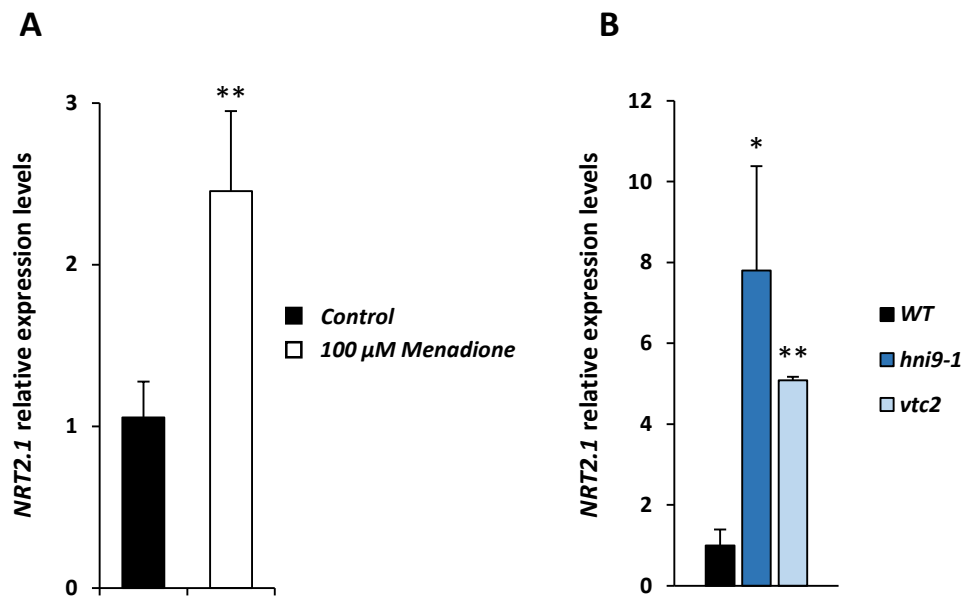 A
NRT2.1 relative expression levels
3
2
1
0
**
Control
100 µM Menadione
B
NRT2.1 relative expression levels
12
10
8
6
4
2
0
*
**
WT
hni9-1
vtc2